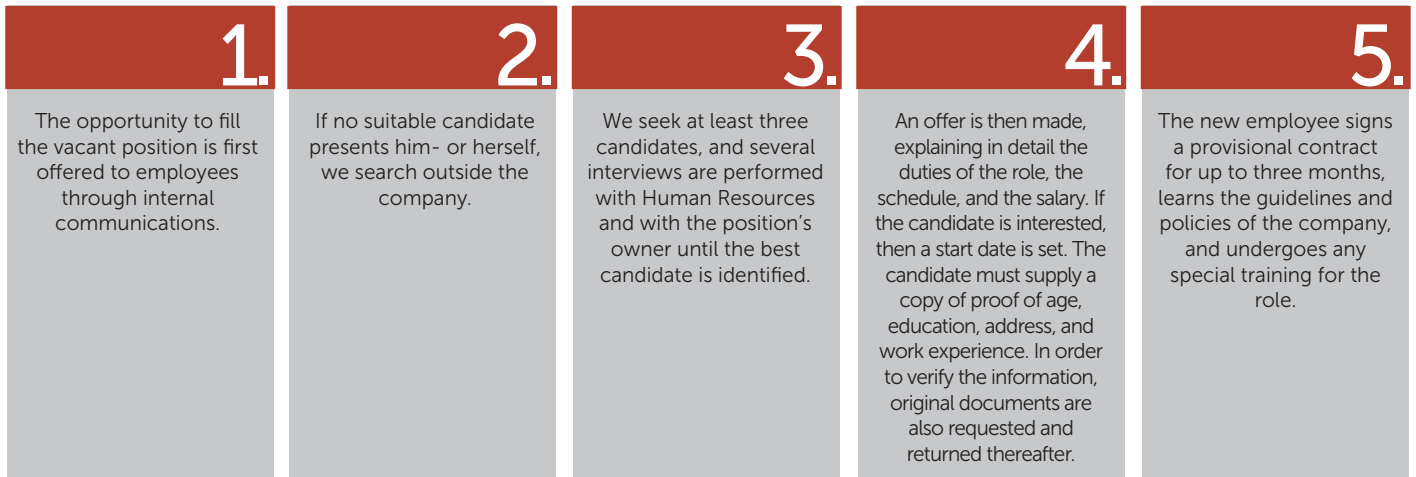 1.
The opportunity to fill
the vacant position is first
offered to employees
through internal
communications.
2.
If no suitable candidate
presents him- or herself,
we search outside the
company.
3.
We seek at least three
candidates, and several
interviews are performed
with Human Resources
and with the position's
owner until the best
candidate is identified.
4.
An offer is then made,
explaining in detail the
duties of the role, the
schedule, and the salary. If
the candidate is interested,
then a start date is set. The
candidate must supply a
copy of proof of age,
education, address, and
work experience. In order
to verify the information,
original documents are
also requested and
returned thereafter.
5.
The new employee signs
a provisional contract
for up to three months,
learns the guidelines and
policies of the company,
and undergoes any
special training for the
role.